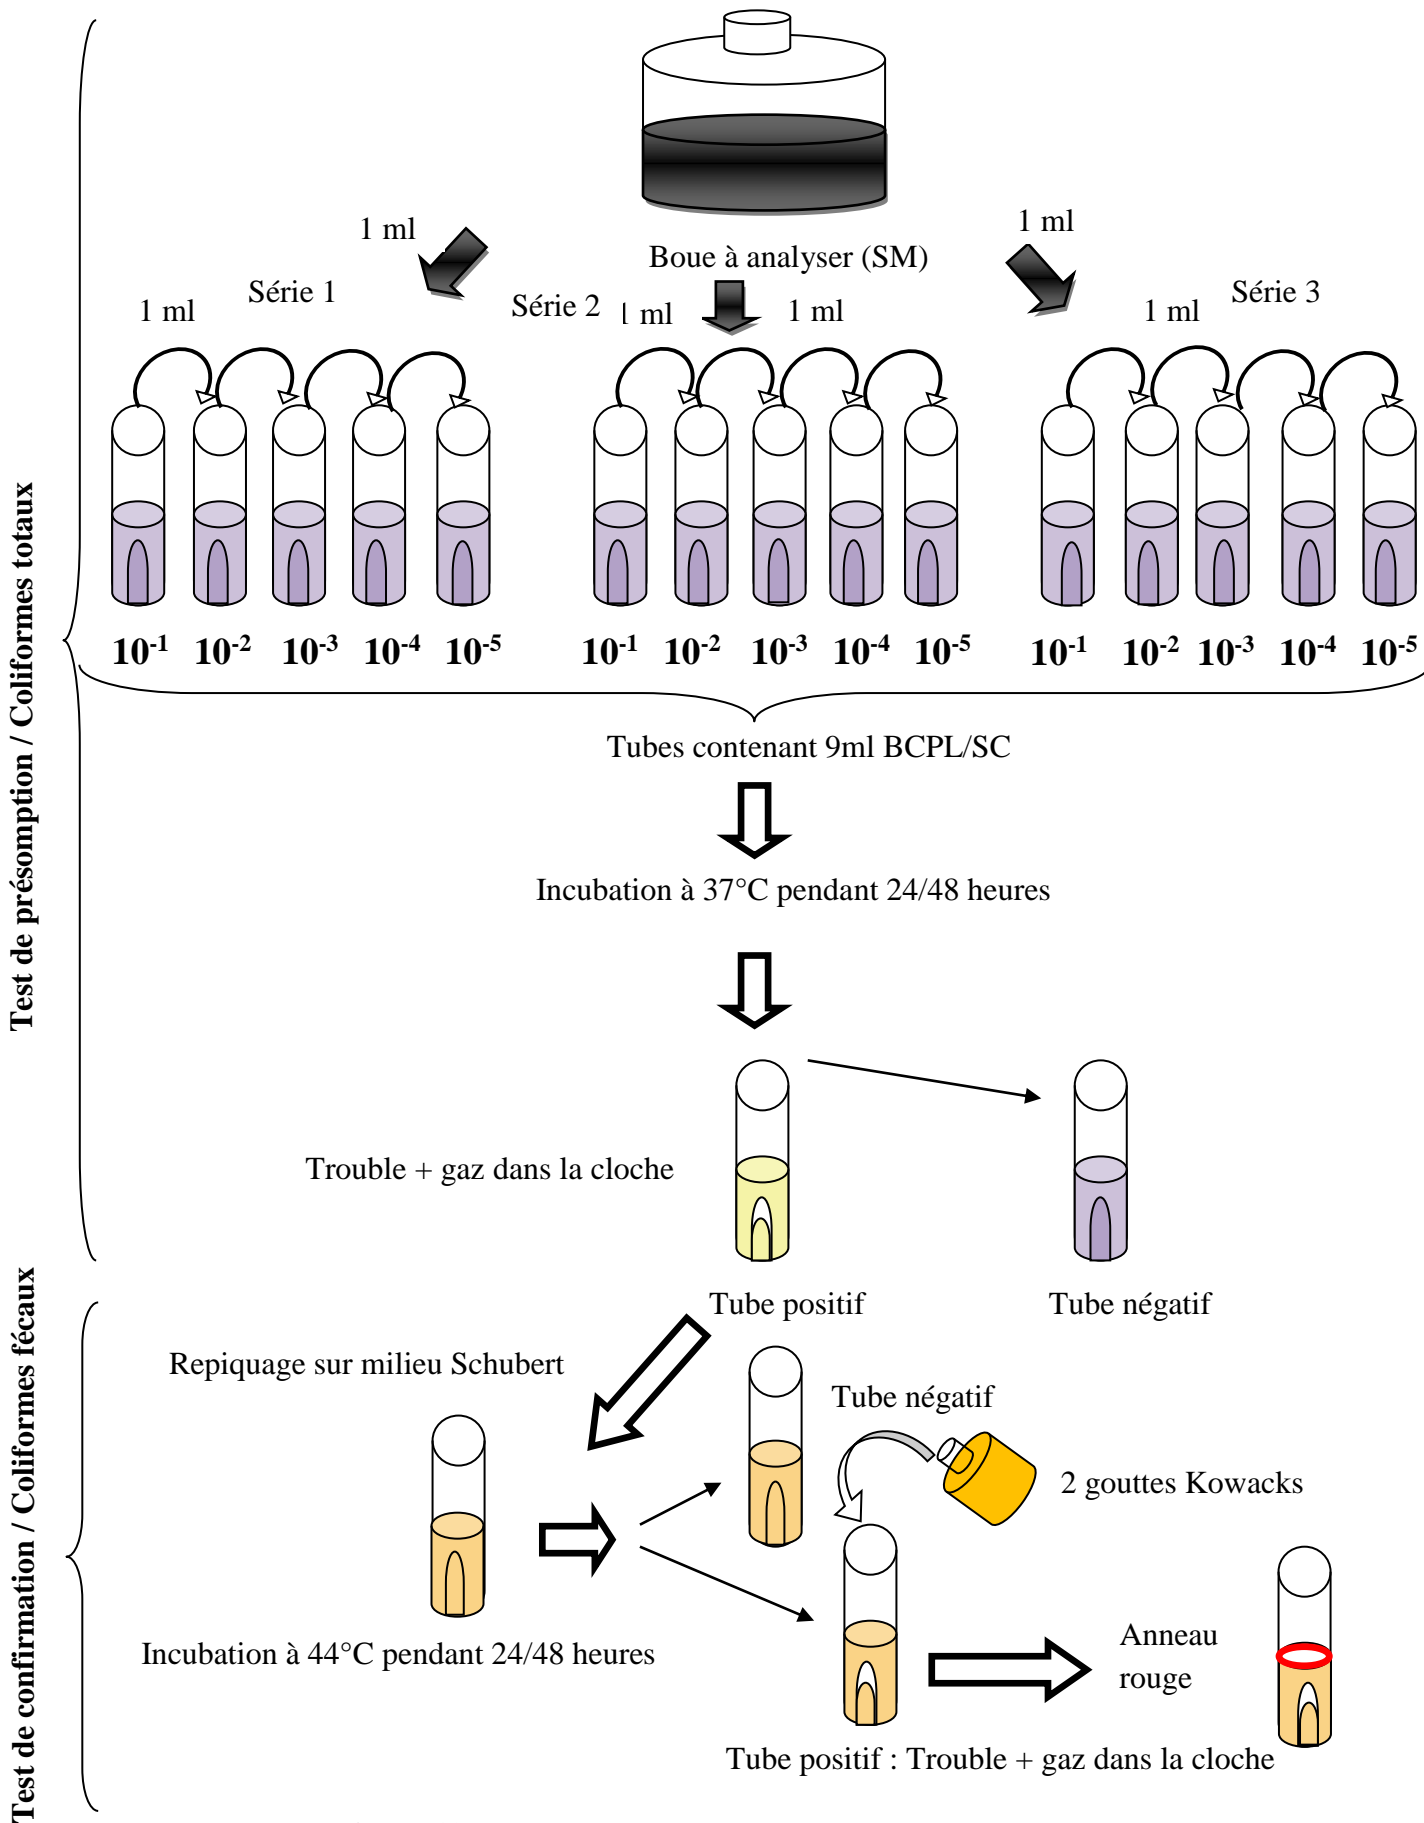 1 ml
1 ml
Boue à analyser (SM)
Série 1
Série 2
Série 3
1 ml
1 ml
1 ml
1 ml
10-1 10-2 10-3 10-4 10-5
10-1 10-2 10-3 10-4 10-5
10-1 10-2 10-3 10-4 10-5
Test de présomption / Coliformes totaux
Tubes contenant 9ml BCPL/SC
Incubation à 37°C pendant 24/48 heures
Trouble + gaz dans la cloche
Tube positif
Tube négatif
Test de confirmation / Coliformes fécaux
Repiquage sur milieu Schubert
Tube négatif
2 gouttes Kowacks
Incubation à 44°C pendant 24/48 heures
Anneau
rouge
Tube positif : Trouble + gaz dans la cloche